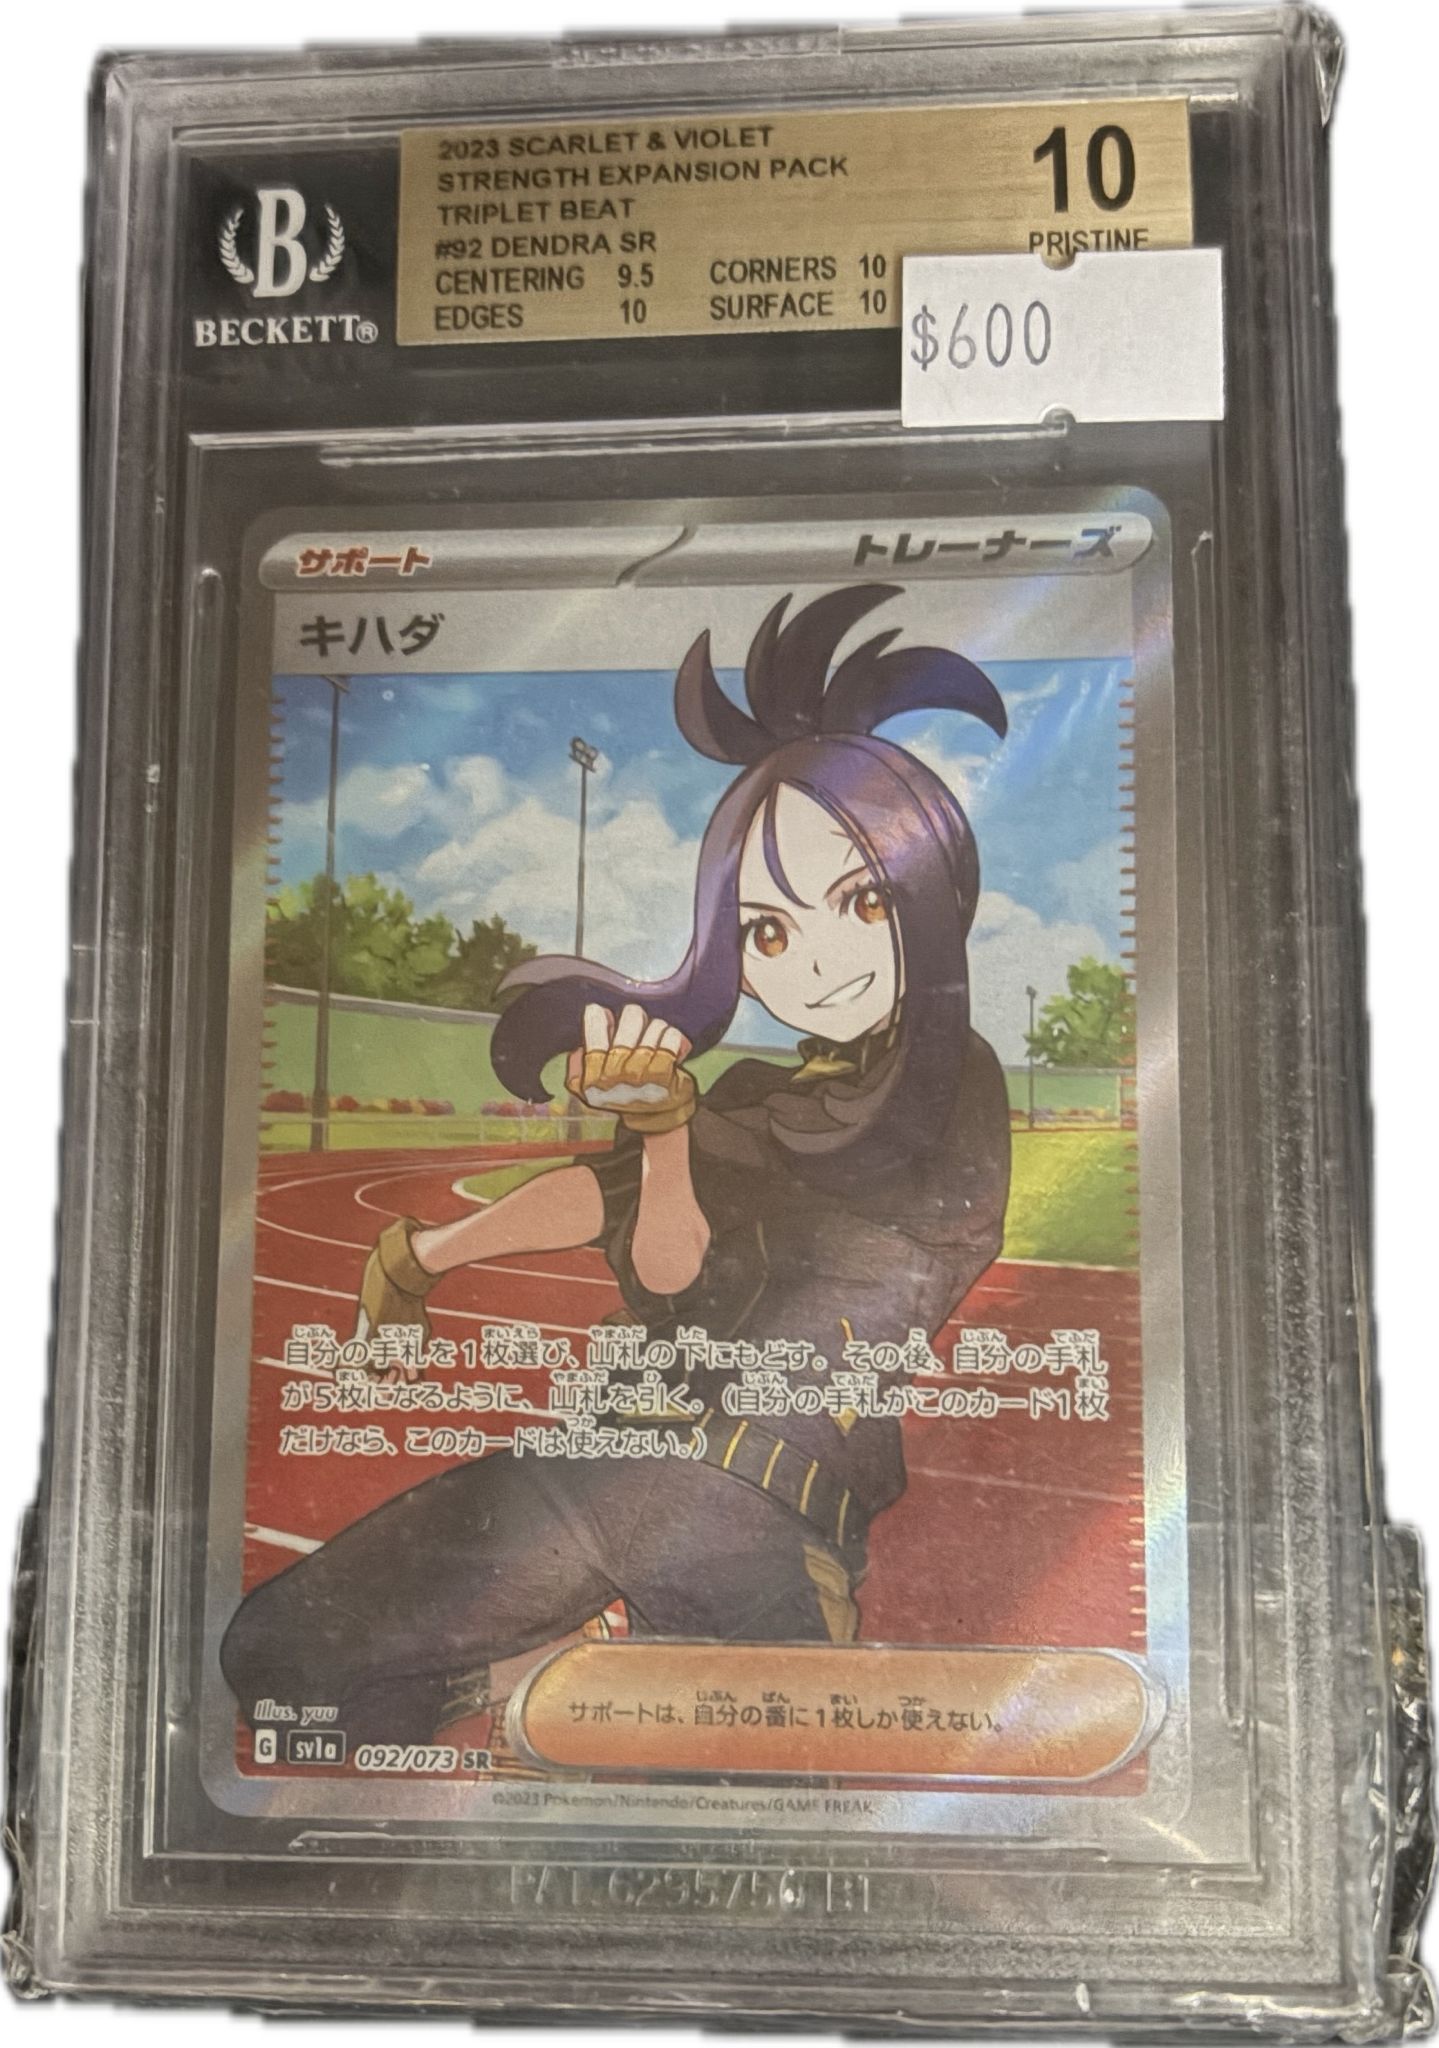 2023 SCARLET & VIOLET
STRENGTH EXPANSION PACK
TRIPLET BEAT
#92 DENDRA SR
CENTERING 9.5 CORNERS 10
EDGES 10 SURFACE 10
10
PRISTINE
B
BECKETT®
$600
サポート トレーナーズ
キハダ
自分の手札を1枚選び、山札の下にもどす。その後、自分の手札
が5枚になるように、山札を引く。(自分の手札がこのカード1枚
だけなら、このカードは使えない。)
サポートは、自分の番に1枚しか使えない。
Illus. yuu
G sv1a 092/073 SR
©2023 Pokémon/Nintendo/Creatures/GAME FREAK